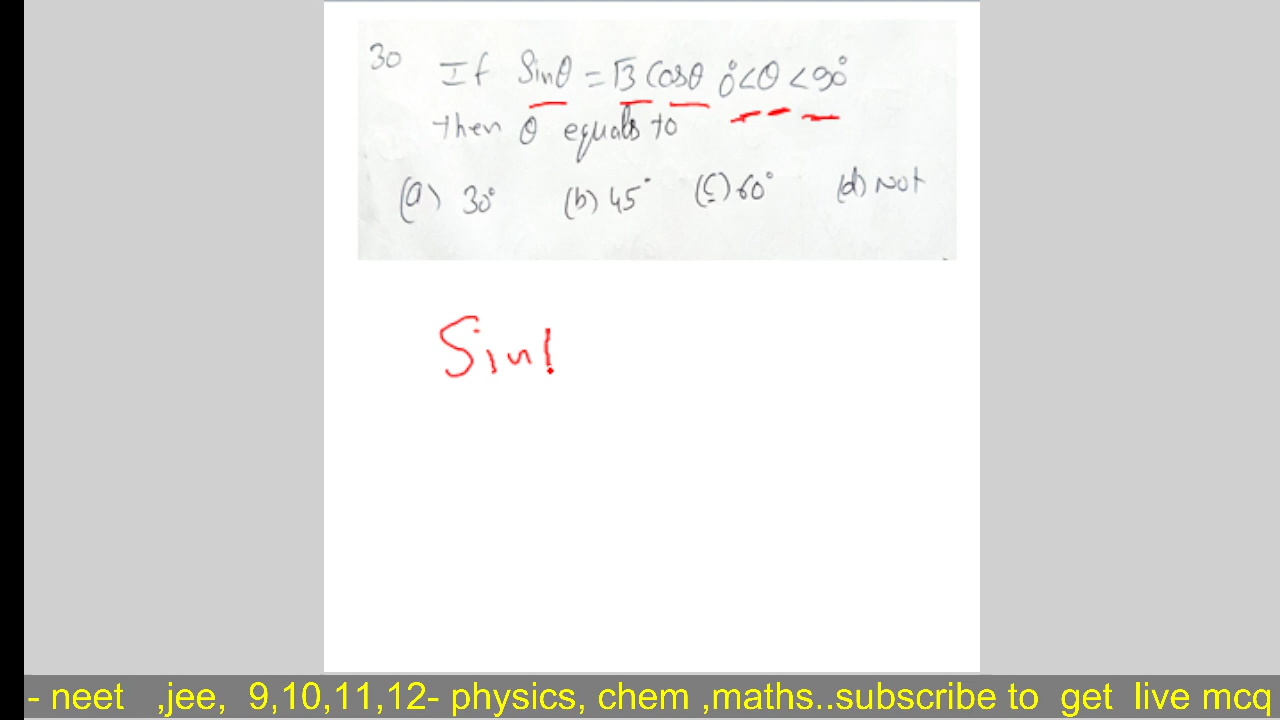 30 If Sinθ = √3 Cosθ 0°<θ<90°
then θ equals to
(a) 30° (b) 45° (c) 60° (d) Not
Sin
- neet ,jee, 9,10,11,12- physics, chem ,maths..subscribe to get live mcq